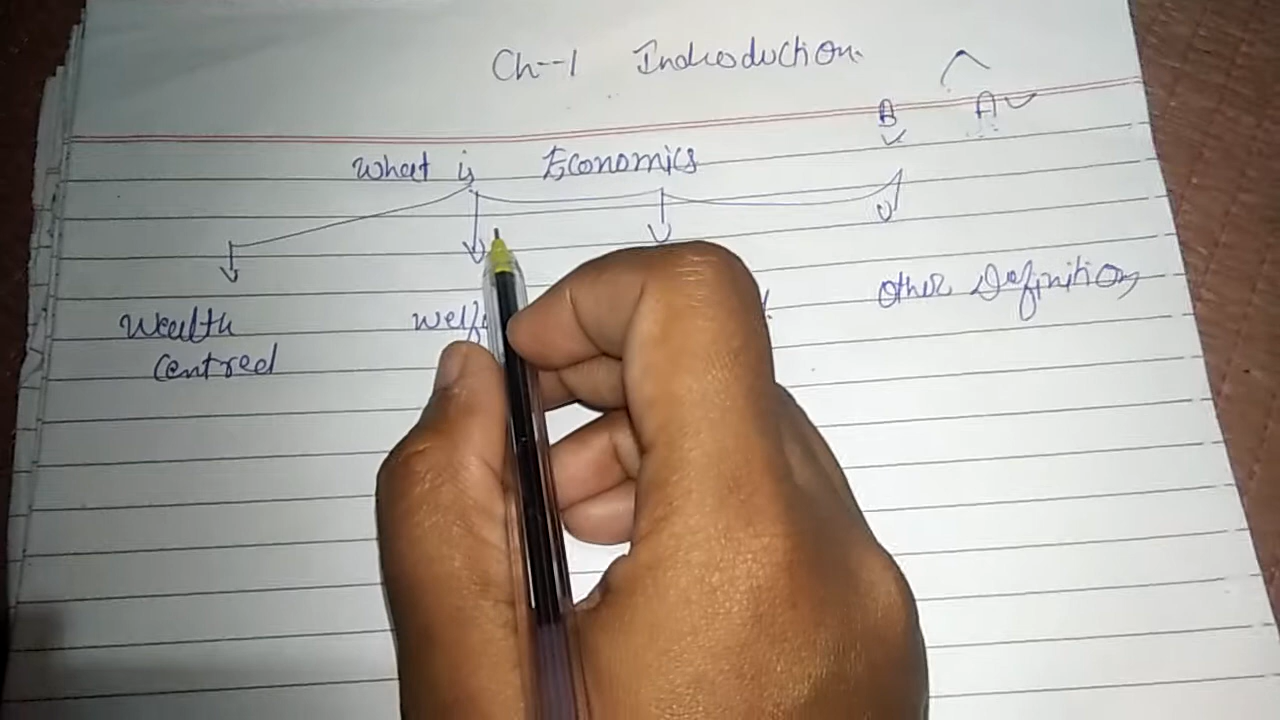 Ch--1 Introduction.
B A
What is Economics
Wealth Other Definition
Centred